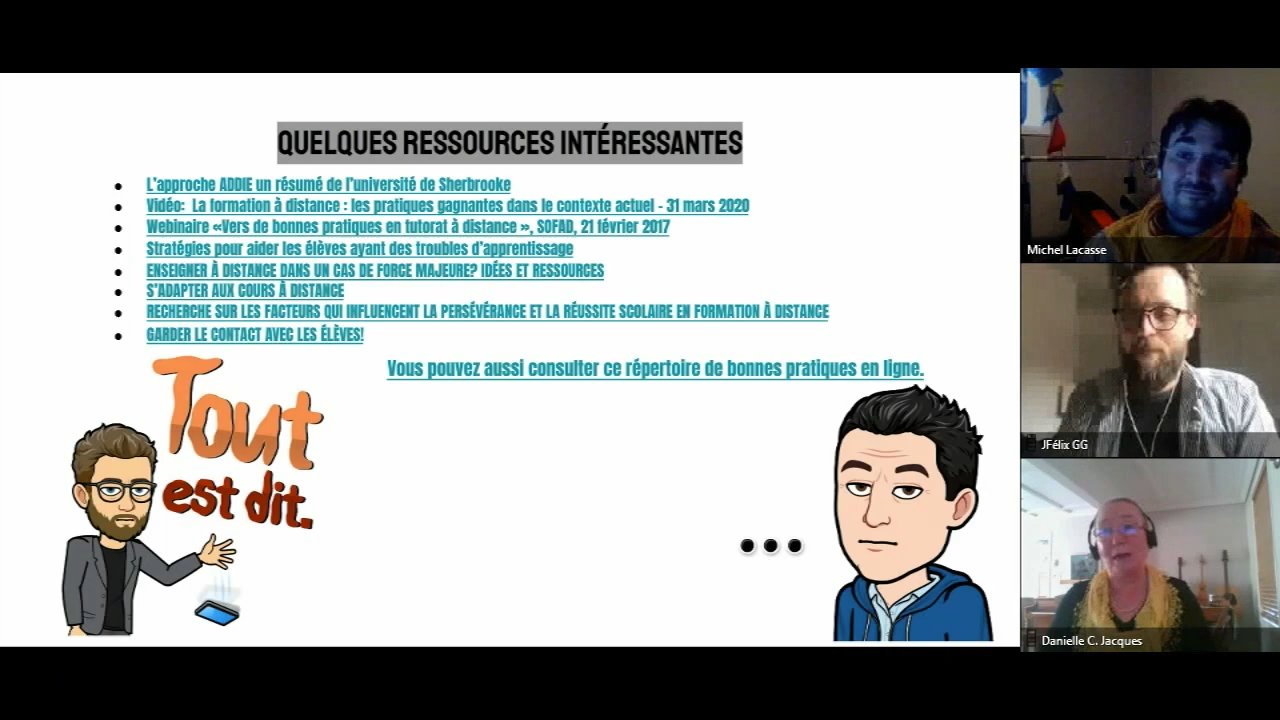 QUELQUES RESSOURCES INTÉRESSANTES
● L'approche ADDIE un résumé de l'université de Sherbrooke
● Vidéo: La formation à distance : les pratiques gagnantes dans le contexte actuel - 31 mars 2020
● Webinaire «Vers de bonnes pratiques en tutorat à distance », SOFAD, 21 février 2017
● Stratégies pour aider les élèves ayant des troubles d'apprentissage
● ENSEIGNER À DISTANCE DANS UN CAS DE FORCE MAJEURE? IDÉES ET RESSOURCES
● S'ADAPTER AUX COURS À DISTANCE
● RECHERCHE SUR LES FACTEURS QUI INFLUENCENT LA PERSÉVÉRANCE ET LA RÉUSSITE SCOLAIRE EN FORMATION À DISTANCE
● GARDER LE CONTACT AVEC LES ÉLÈVES!
Vous pouvez aussi consulter ce répertoire de bonnes pratiques en ligne.
Tout
est dit.
...
Michel Lacasse
JFélix GG
Danielle C. Jacques